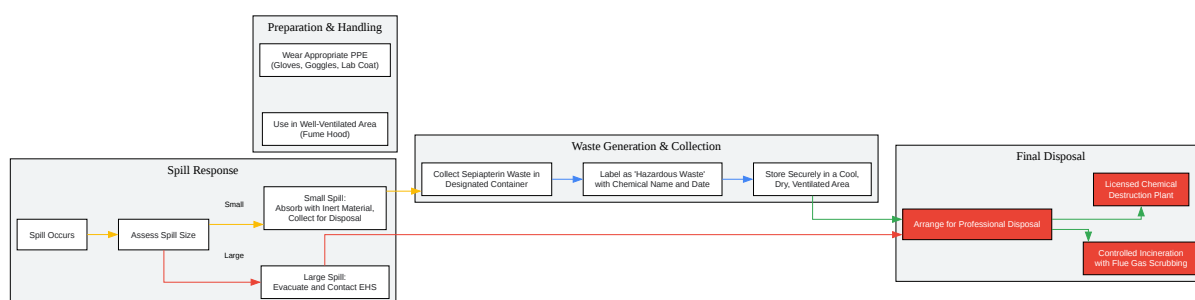 Preparation & Handling
Wear Appropriate PPE
(Gloves, Goggles, Lab Coat)
Use in Well-Ventilated Area
(Fume Hood)
Spill Response
Spill Occurs
Assess Spill Size
Small
Large
Small Spill:
Absorb with Inert Material,
Collect for Disposal
Large Spill:
Evacuate and Contact EHS
Waste Generation & Collection
Collect Sepiapterin Waste in
Designated Container
Label as 'Hazardous Waste'
with Chemical Name and Date
Store Securely in a Cool,
Dry, Ventilated Area
Final Disposal
Arrange for Professional Disposal
Licensed Chemical
Destruction Plant
Controlled Incineration
with Flue Gas Scrubbing